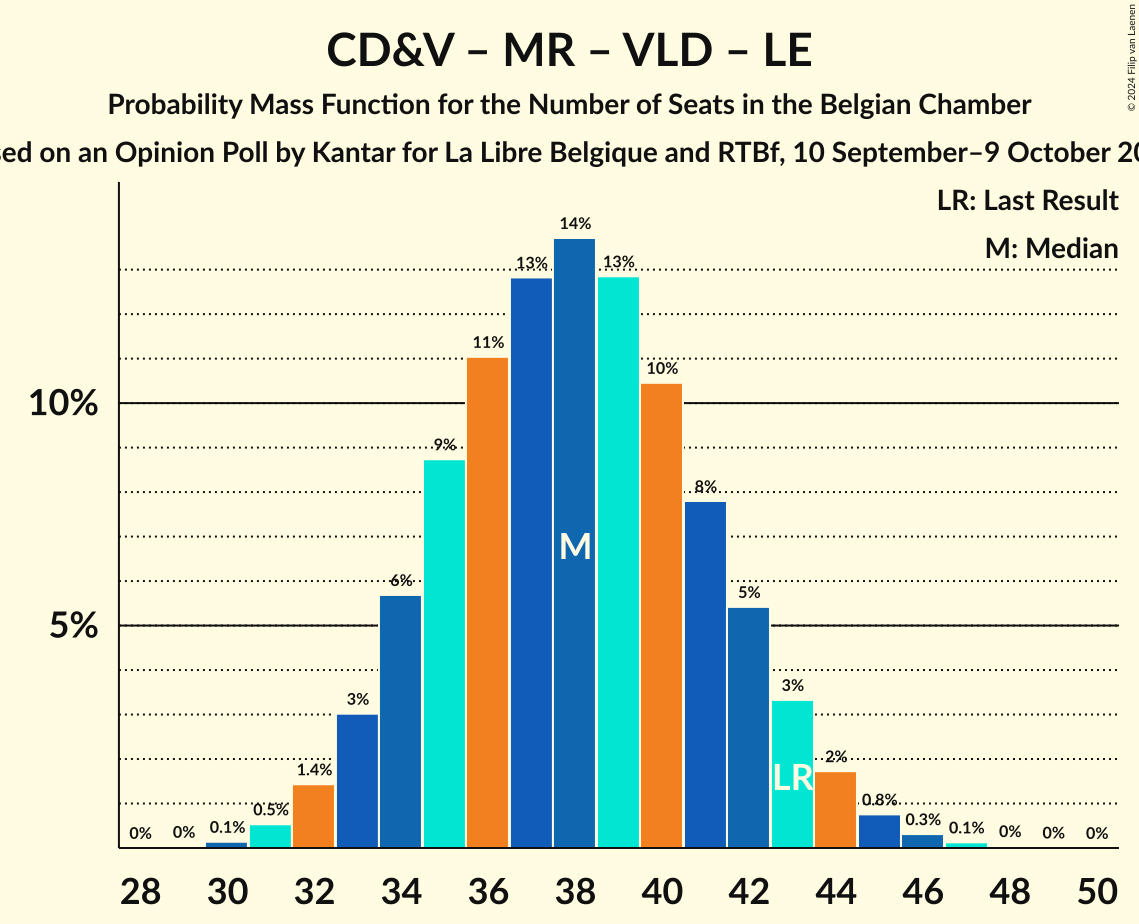 CD&V – MR – VLD – LE
Probability Mass Function for the Number of Seats in the Belgian Chamber
on an Opinion Poll by Kantar for La Libre Belgique and RTBf, 10 September–9 October
© 2024 Filip van Laenen
LR: Last Result
M: Median
14%
13% 13%
11%
10%
10%
9%
8%
M
6%
5%
5%
3% 3%
2%
LR
1.4%
0.8%
0.5%
0.3%
0% 0% 0.1% 0.1% 0% 0% 0%
28 30 32 34 36 38 40 42 44 46 48 50